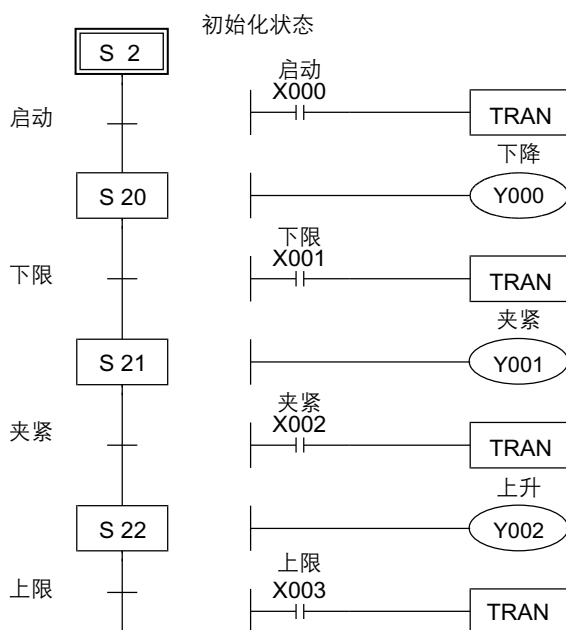 初始化状态
S 2
启动
启动
X000
TRAN
下降
S 20
Y000
下限
下限
X001
TRAN
夹紧
S 21
Y001
夹紧
夹紧
X002
TRAN
上升
S 22
Y002
上限
上限
X003
TRAN